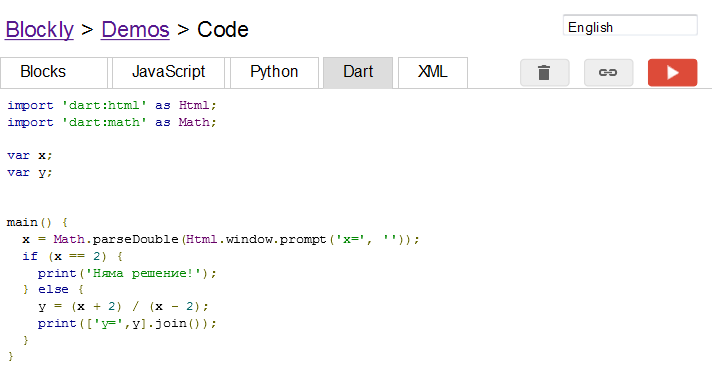 Blockly > Demos > Code
English
Blocks
JavaScript
Python
Dart
XML
import 'dart:html' as Html;
import 'dart:math' as Math;
var x;
var y;
main() {
  x = Math.parseDouble(Html.window.prompt('x=', ''));
  if (x == 2) {
    print('Няма решение!');
  } else {
    y = (x + 2) / (x - 2);
    print(['y=',y].join());
  }
}